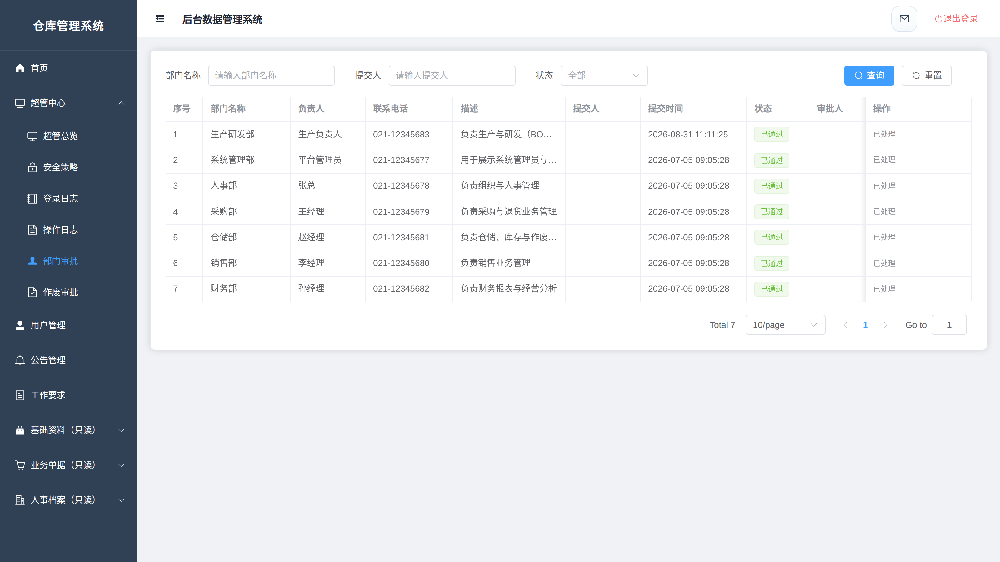 仓库管理系统
首页
超管中心
超管总览
安全策略
登录日志
操作日志
部门审批
作废审批
用户管理
公告管理
工作要求
基础资料（只读）
业务单据（只读）
人事档案（只读）
后台数据管理系统
退出登录
部门名称 请输入部门名称 提交人 请输入提交人 状态 全部 查询 重置
序号 部门名称 负责人 联系电话 描述 提交人 提交时间 状态 审批人 操作
1 生产研发部 生产负责人 021-12345683 负责生产与研发（BO… 2026-08-31 11:11:25 已通过 已处理
2 系统管理部 平台管理员 021-12345677 用于展示系统管理员与… 2026-07-05 09:05:28 已通过 已处理
3 人事部 张总 021-12345678 负责组织与人事管理 2026-07-05 09:05:28 已通过 已处理
4 采购部 王经理 021-12345679 负责采购与退货业务管理 2026-07-05 09:05:28 已通过 已处理
5 仓储部 赵经理 021-12345681 负责仓储、库存与作废… 2026-07-05 09:05:28 已通过 已处理
6 销售部 李经理 021-12345680 负责销售业务管理 2026-07-05 09:05:28 已通过 已处理
7 财务部 孙经理 021-12345682 负责财务报表与经营分析 2026-07-05 09:05:28 已通过 已处理
Total 7 10/page 1 Go to 1